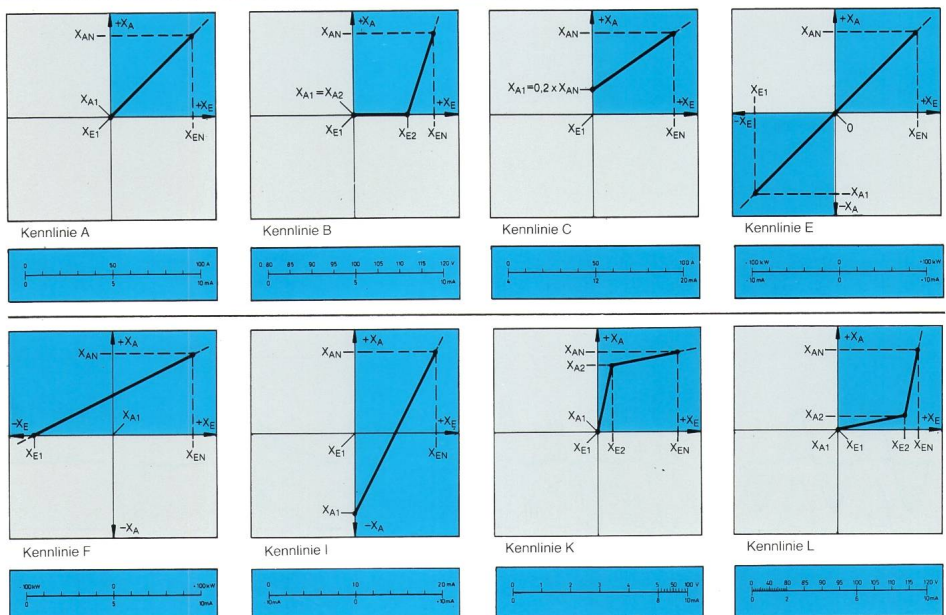 +XA
XAN
XA1
+XE
XE1
XEN
Kennlinie A
+XA
XAN
XA1=XA2
+XE
XE1
XE2
XEN
Kennlinie B
+XA
XAN
XA1=0,2 x XAN
+XE
XE1
XEN
Kennlinie C
+XA
XAN
XE1
+XE
-XE
0
XEN
XA1
-XA
Kennlinie E
0 50 100 A
0 5 10 mA
0 80 85 90 95 100 105 110 115 120 V
0 5 10 mA
0 50 100 A
4 12 20 mA
-100 kW 0 +100 kW
-10 mA 0 +10 mA
+XA
XAN
XA1
-XE
+XE
XE1
XEN
-XA
Kennlinie F
+XA
XAN
+XE
XE1
XEN
XA1
-XA
Kennlinie I
+XA
XAN
XA2
XA1
+XE
XE1
XE2
XEN
Kennlinie K
+XA
XAN
XA2
+XE
XA1
XE1
XE2
XEN
Kennlinie L
-100 kW 0 +100 kW
0 5 10 mA
0 10 20 mA
-10 mA 0 +10 mA
0 1 2 3 4 5 50 100 V
0 8 10 mA
0 40 80 85 90 95 100 105 110 115 120 V
0 2 6 10 mA